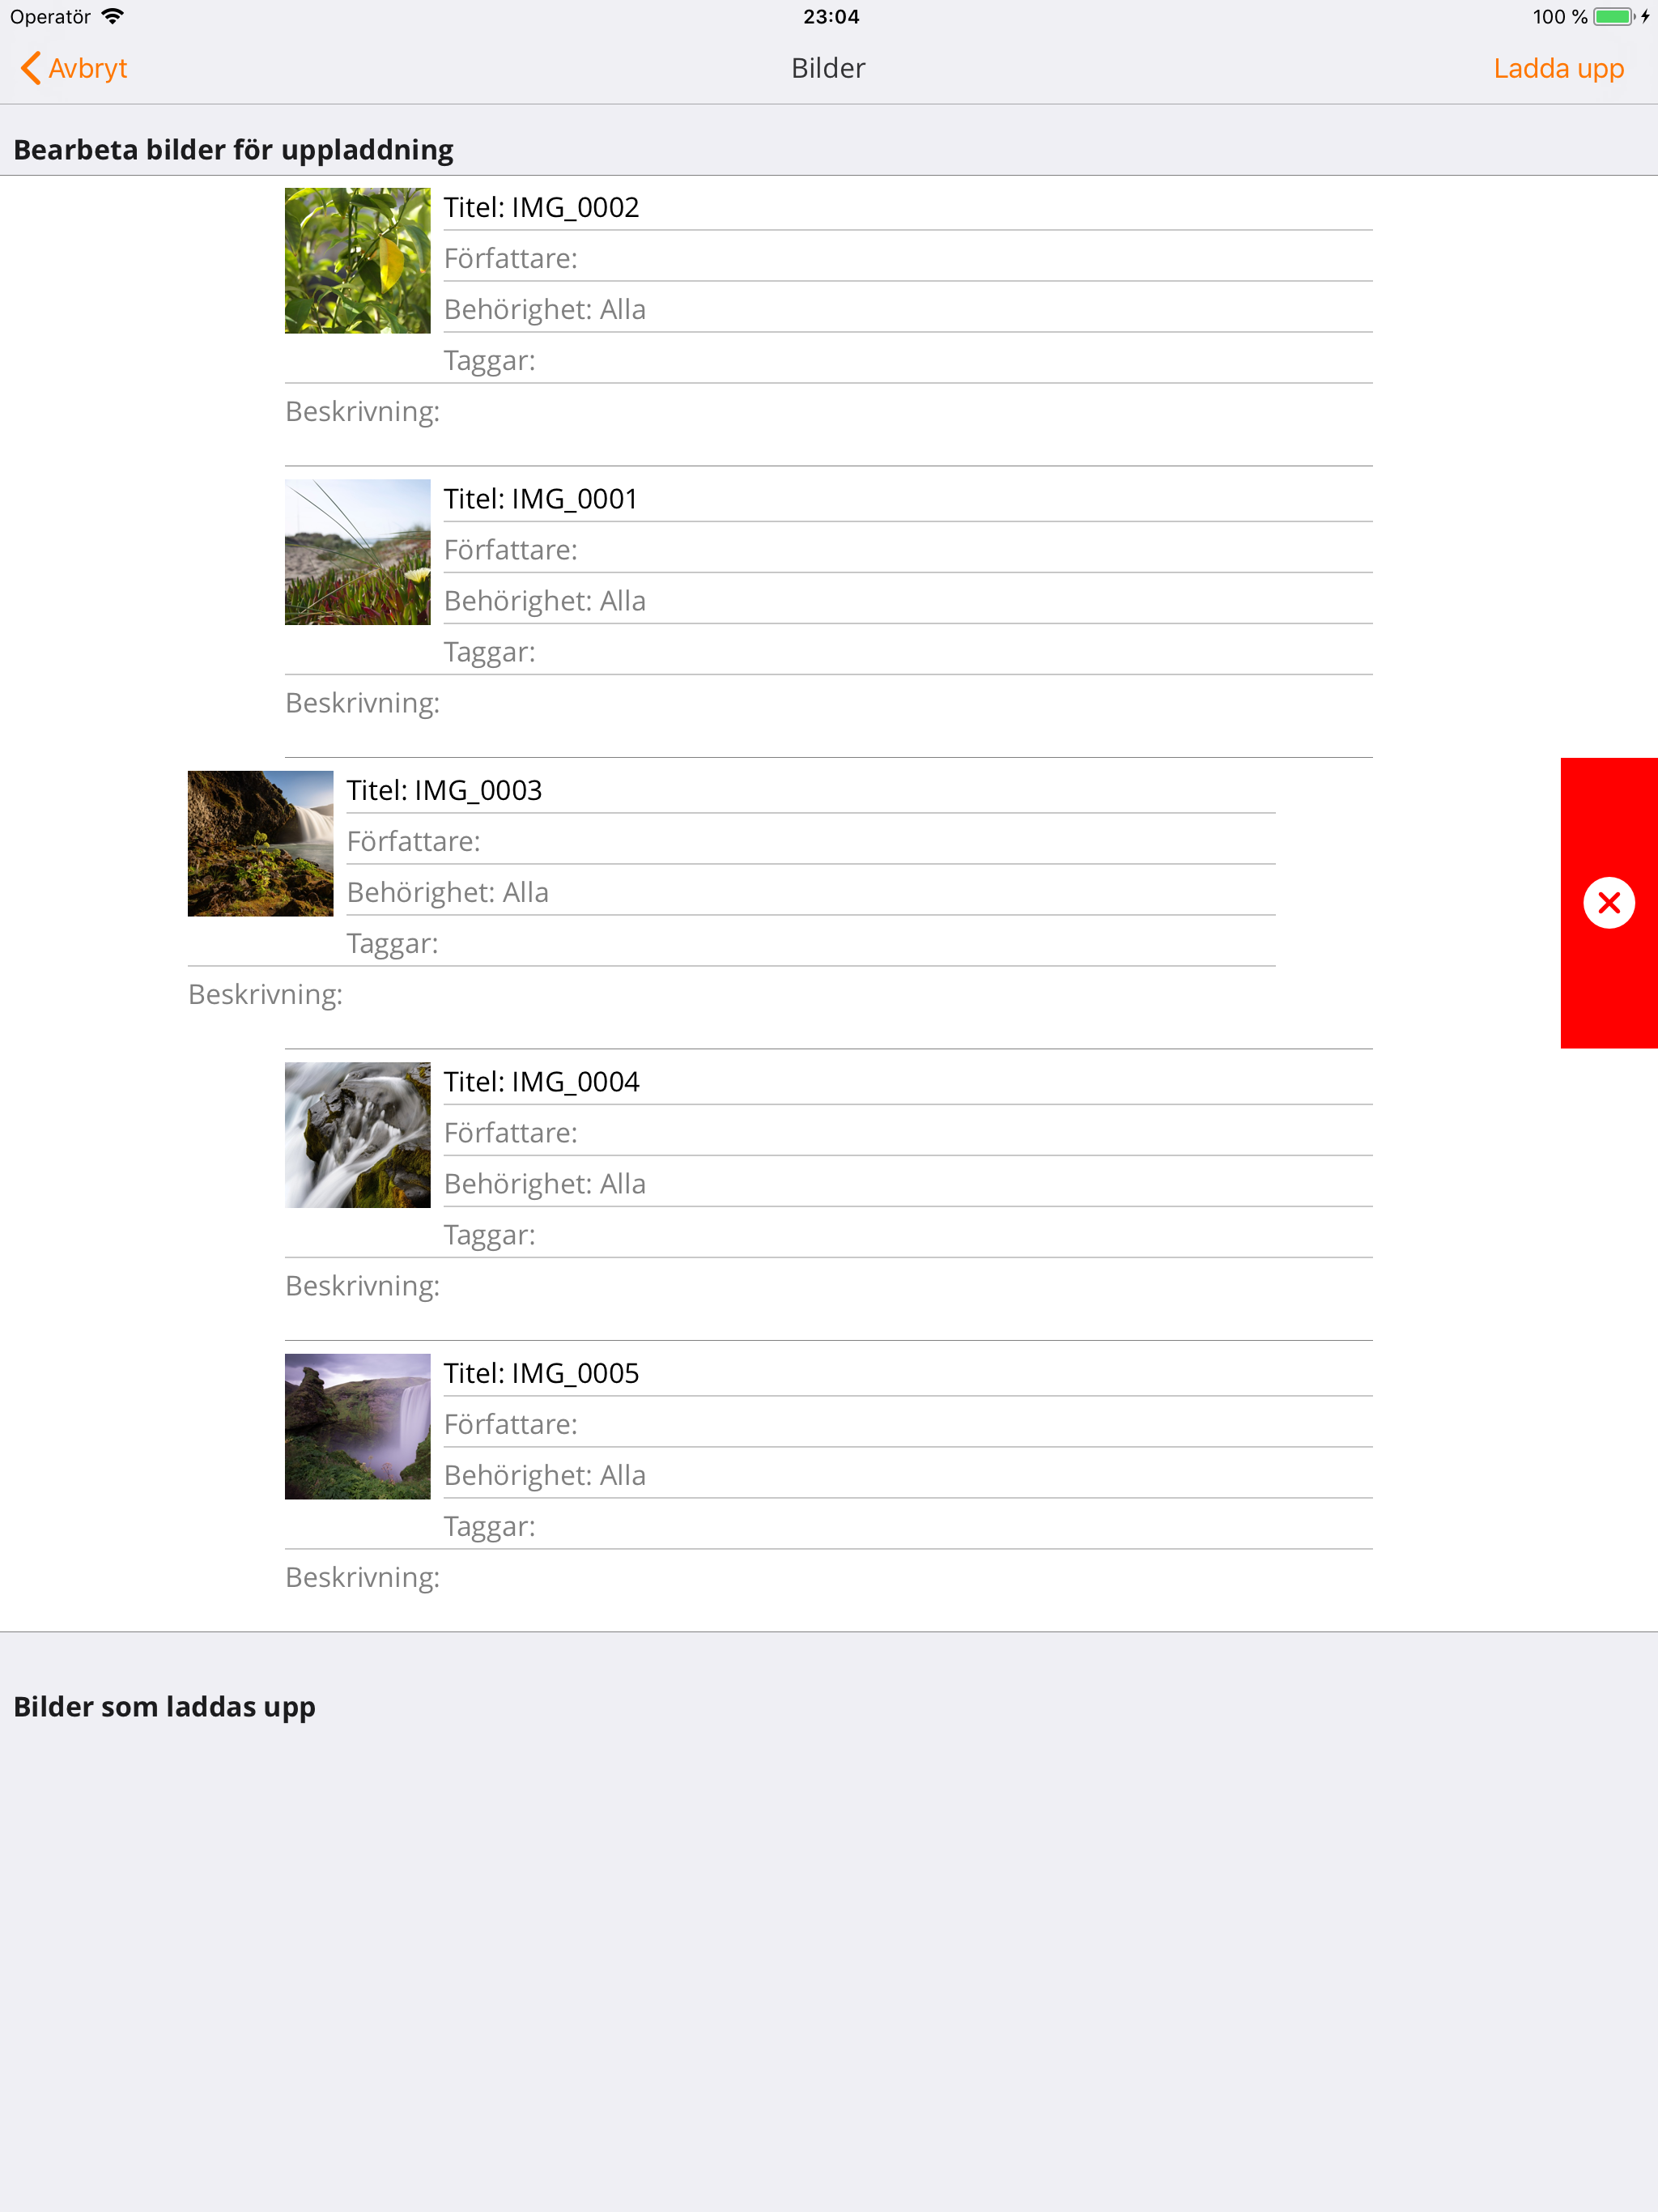 Operatör 23:04 100 %
Avbryt Bilder Ladda upp
Bearbeta bilder för uppladdning
Titel: IMG_0002
Författare:
Behörighet: Alla
Taggar:
Beskrivning:
Titel: IMG_0001
Författare:
Behörighet: Alla
Taggar:
Beskrivning:
Titel: IMG_0003
Författare:
Behörighet: Alla
Taggar:
Beskrivning:
Titel: IMG_0004
Författare:
Behörighet: Alla
Taggar:
Beskrivning:
Titel: IMG_0005
Författare:
Behörighet: Alla
Taggar:
Beskrivning:
Bilder som laddas upp